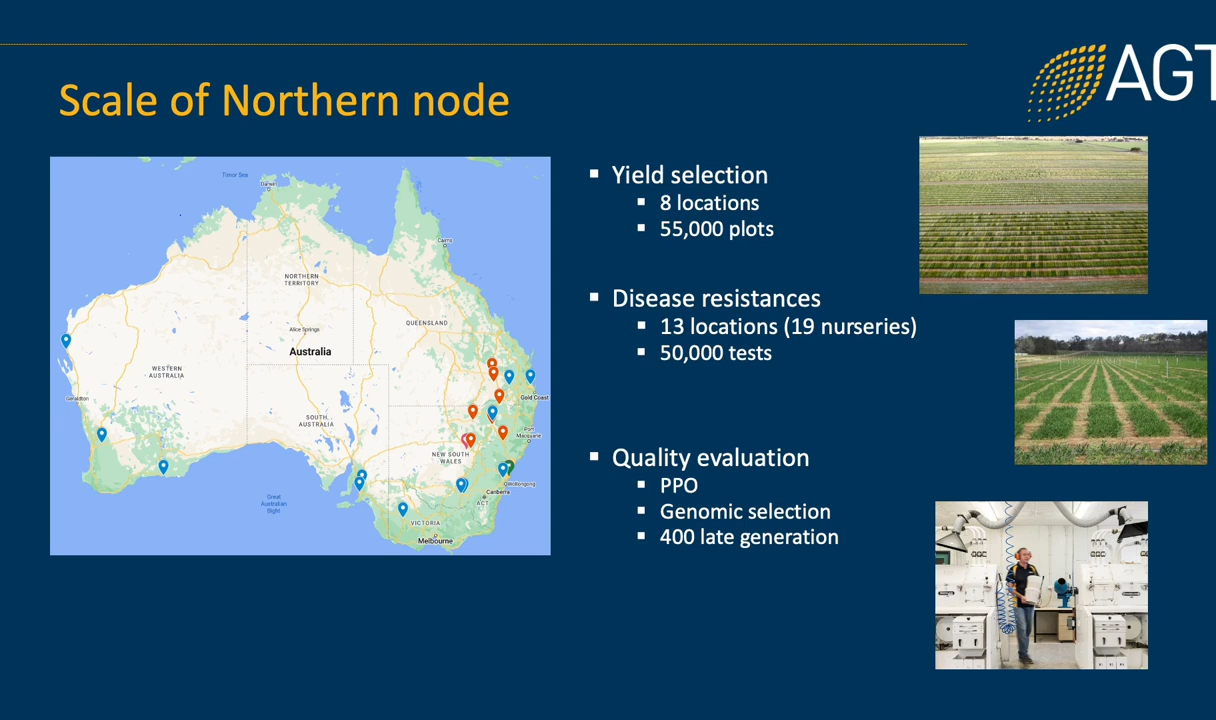 AGT
Scale of Northern node
Yield selection
8 locations
55,000 plots
Disease resistances
13 locations (19 nurseries)
50,000 tests
Quality evaluation
PPO
Genomic selection
400 late generation
Timor Sea
Darwin
Cairns
NORTHERN
TERRITORY
QUEENSLAND
Alice Springs
Australia
WESTERN
AUSTRALIA
Geraldton
Gold Coast
SOUTH
AUSTRALIA
Port
Macquarie
NEW SOUTH
WALES
Wollongong
Canberra
ACT
Great
Australian
Bight
VICTORIA
Melbourne